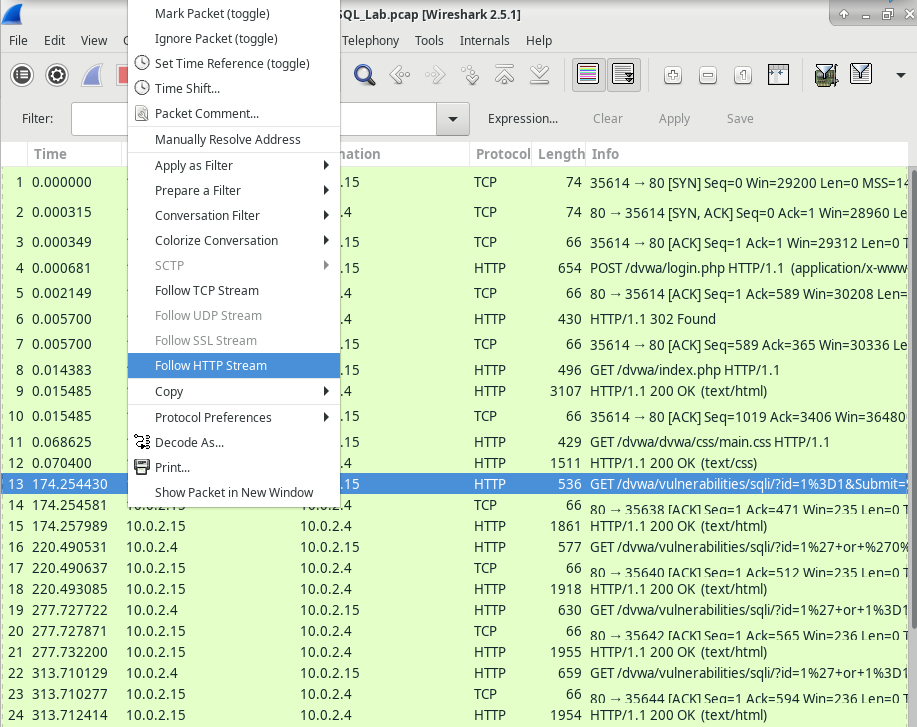 Mark Packet (toggle)
SQL_Lab.pcap [Wireshark 2.5.1]
Ignore Packet (toggle)
File Edit View Telephony Tools Internals Help
Set Time Reference (toggle)
Time Shift...
Packet Comment...
Filter: Expression... Clear Apply Save
Manually Resolve Address
Time Protocol Length Info
Apply as Filter
Prepare a Filter
Conversation Filter
Colorize Conversation
SCTP
Follow TCP Stream
Follow UDP Stream
Follow SSL Stream
Follow HTTP Stream
Copy
Protocol Preferences
Decode As...
Print...
Show Packet in New Window
1 0.000000 .15 TCP 74 35614 → 80 [SYN] Seq=0 Win=29200 Len=0 MSS=14
2 0.000315 .4 TCP 74 80 → 35614 [SYN, ACK] Seq=0 Ack=1 Win=28960 Le
3 0.000349 .15 TCP 66 35614 → 80 [ACK] Seq=1 Ack=1 Win=29312 Len=0 T
4 0.000681 .15 HTTP 654 POST /dvwa/login.php HTTP/1.1 (application/x-www
5 0.002149 .4 TCP 66 80 → 35614 [ACK] Seq=1 Ack=589 Win=30208 Len=
6 0.005700 .4 HTTP 430 HTTP/1.1 302 Found
7 0.005700 .15 TCP 66 35614 → 80 [ACK] Seq=589 Ack=365 Win=30336 Le
8 0.014383 .15 HTTP 496 GET /dvwa/index.php HTTP/1.1
9 0.015485 .4 HTTP 3107 HTTP/1.1 200 OK (text/html)
10 0.015485 .15 TCP 66 35614 → 80 [ACK] Seq=1019 Ack=3406 Win=36480
11 0.068625 .15 HTTP 429 GET /dvwa/dvwa/css/main.css HTTP/1.1
12 0.070400 .4 HTTP 1511 HTTP/1.1 200 OK (text/css)
13 174.254430 .15 HTTP 536 GET /dvwa/vulnerabilities/sqli/?id=1%3D1&Submit=
14 174.254581 10.0.2.15 10.0.2.4 TCP 66 80 → 35638 [ACK] Seq=1 Ack=471 Win=235 Len=0 T
15 174.257989 10.0.2.15 10.0.2.4 HTTP 1861 HTTP/1.1 200 OK (text/html)
16 220.490531 10.0.2.4 10.0.2.15 HTTP 577 GET /dvwa/vulnerabilities/sqli/?id=1%27+or+%270%
17 220.490637 10.0.2.15 10.0.2.4 TCP 66 80 → 35640 [ACK] Seq=1 Ack=512 Win=235 Len=0 T
18 220.493085 10.0.2.15 10.0.2.4 HTTP 1918 HTTP/1.1 200 OK (text/html)
19 277.727722 10.0.2.4 10.0.2.15 HTTP 630 GET /dvwa/vulnerabilities/sqli/?id=1%27+or+1%3D1
20 277.727871 10.0.2.15 10.0.2.4 TCP 66 80 → 35642 [ACK] Seq=1 Ack=565 Win=236 Len=0 T
21 277.732200 10.0.2.15 10.0.2.4 HTTP 1955 HTTP/1.1 200 OK (text/html)
22 313.710129 10.0.2.4 10.0.2.15 HTTP 659 GET /dvwa/vulnerabilities/sqli/?id=1%27+or+1%3D1
23 313.710277 10.0.2.15 10.0.2.4 TCP 66 80 → 35644 [ACK] Seq=1 Ack=594 Win=236 Len=0 T
24 313.712414 10.0.2.15 10.0.2.4 HTTP 1954 HTTP/1.1 200 OK (text/html)